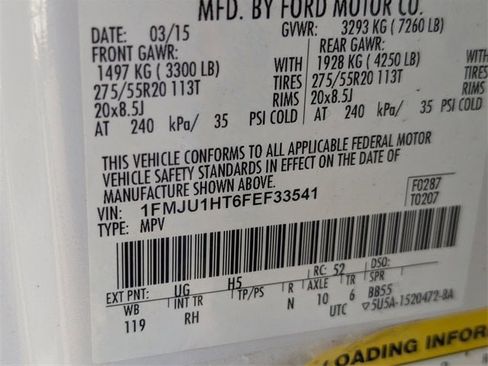 MFD. BY FORD MOTOR CO.
DATE: 03/15 GVWR: 3293 KG (7260 LB)
FRONT GAWR: REAR GAWR:
1497 KG (3300 LB) WITH 1928 KG (4250 LB)
275/55R20 113T TIRES 275/55R20 113T
20x8.5J RIMS 20x8.5J
AT 240 kPa/ 35 PSI COLD AT 240 kPa/ 35 PSI COLD
THIS VEHICLE CONFORMS TO ALL APPLICABLE FEDERAL MOTOR
VEHICLE SAFETY STANDARDS IN EFFECT ON THE DATE OF
MANUFACTURE SHOWN ABOVE.
VIN: 1FMJU1HT6FEF33541 F0287
TYPE: MPV T0207
EXT PNT: UG H5 RC: 52 DSO:
WB INT TR TP/PS R AXLE TR SPR
119 RH N 10 6 BB55
UTC ▽5U5A-1520472-BA
LOADING INFOR